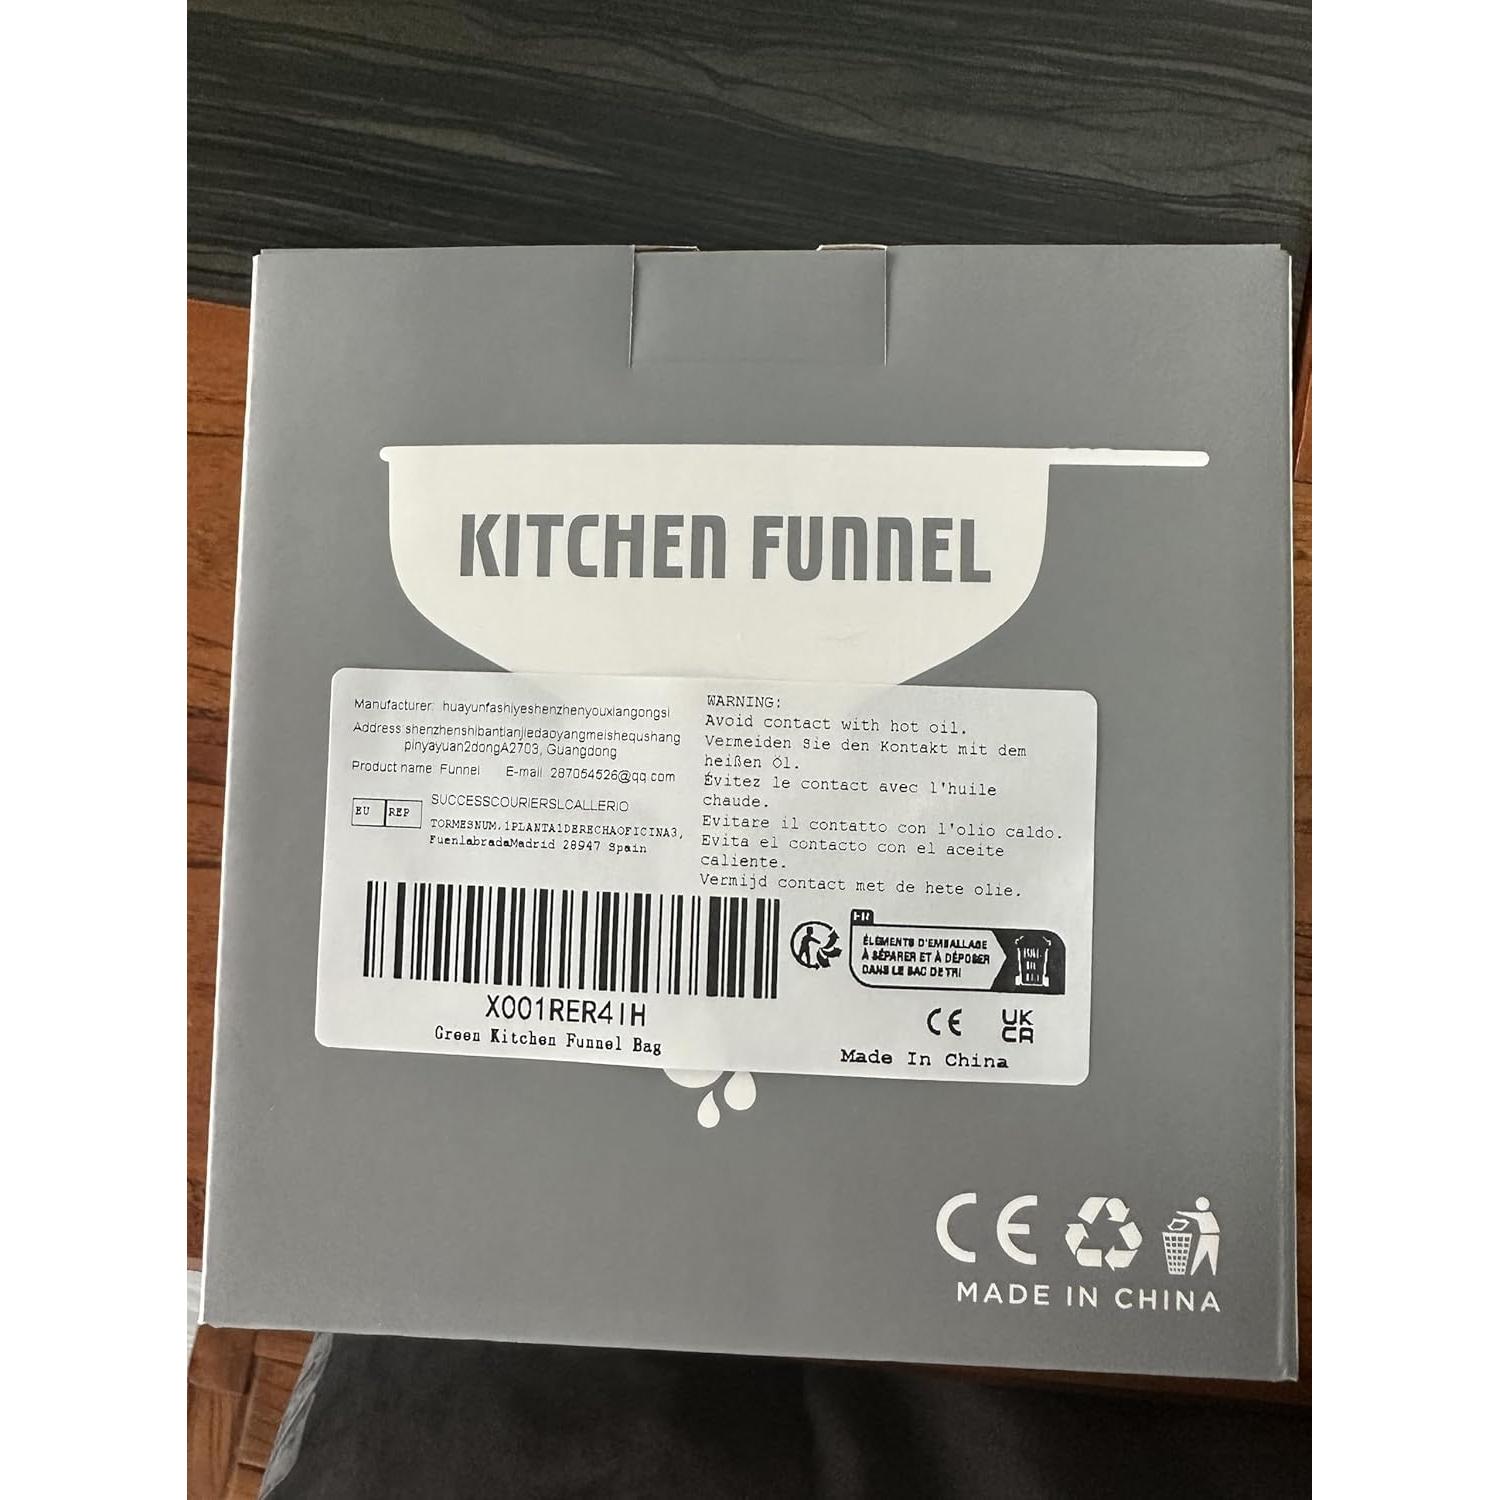 KITCHEN FUNNEL
Manufacturer: huayunfashiyeshenzhenyouxiangongsi
Address:shenzhenshibantianjiedaoyangmeishequshang
pinyayuan2dongA2703, Guangdong
Product name: Funnel E-mail: 287054526@qq.com
EU REP
SUCCESSCOURIERSLCALLERIO
TORMESNUM.1PLANTA1DERECHAOFICINA3,
FuenlabradaMadrid 28947 Spain
WARNING:
Avoid contact with hot oil.
Vermeiden Sie den Kontakt mit dem
heißen Öl.
Évitez le contact avec l'huile
chaude.
Evitare il contatto con l'olio caldo.
Evita el contacto con el aceite
caliente.
Vermijd contact met de hete olie.
X001RER4IH
Green Kitchen Funnel Bag
FR
ÉLÉMENTS D'EMBALLAGE
À SÉPARER ET À DÉPOSER
DANS LE BAC DE TRI
CE UK
CA
Made In China
CE
MADE IN CHINA